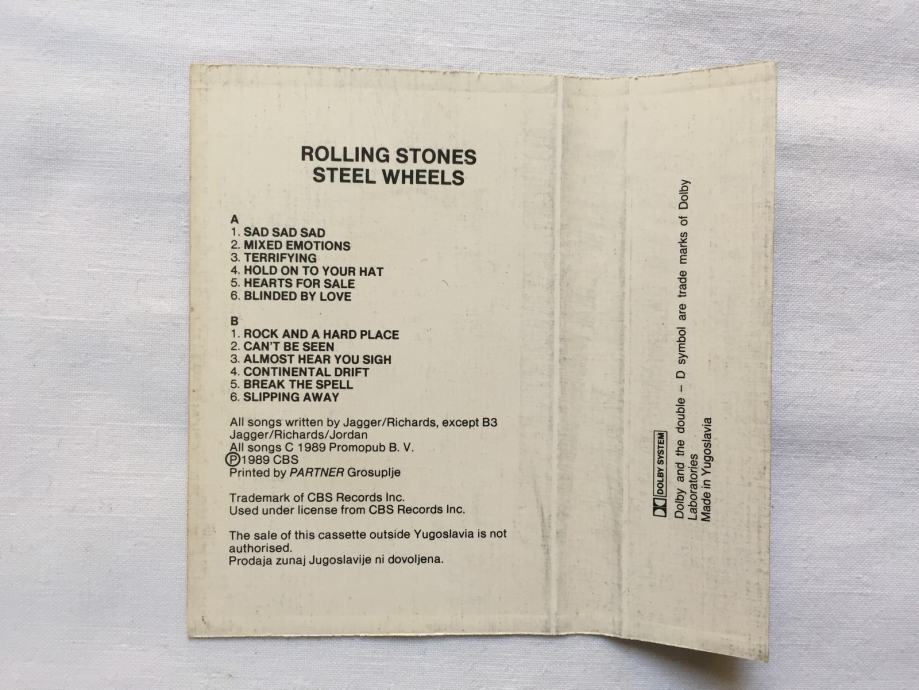 ROLLING STONES
STEEL WHEELS
A
1. SAD SAD SAD
2. MIXED EMOTIONS
3. TERRIFYING
4. HOLD ON TO YOUR HAT
5. HEARTS FOR SALE
6. BLINDED BY LOVE
B
1. ROCK AND A HARD PLACE
2. CAN'T BE SEEN
3. ALMOST HEAR YOU SIGH
4. CONTINENTAL DRIFT
5. BREAK THE SPELL
6. SLIPPING AWAY
All songs written by Jagger/Richards, except B3
Jagger/Richards/Jordan
All songs C 1989 Promopub B. V.
Ⓟ1989 CBS
Printed by PARTNER Grosuplje
Trademark of CBS Records Inc.
Used under license from CBS Records Inc.
The sale of this cassette outside Yugoslavia is not
authorised.
Prodaja zunaj Jugoslavije ni dovoljena.
DOLBY SYSTEM
Dolby and the double – D symbol are trade marks of Dolby
Laboratories
Made in Yugoslavia